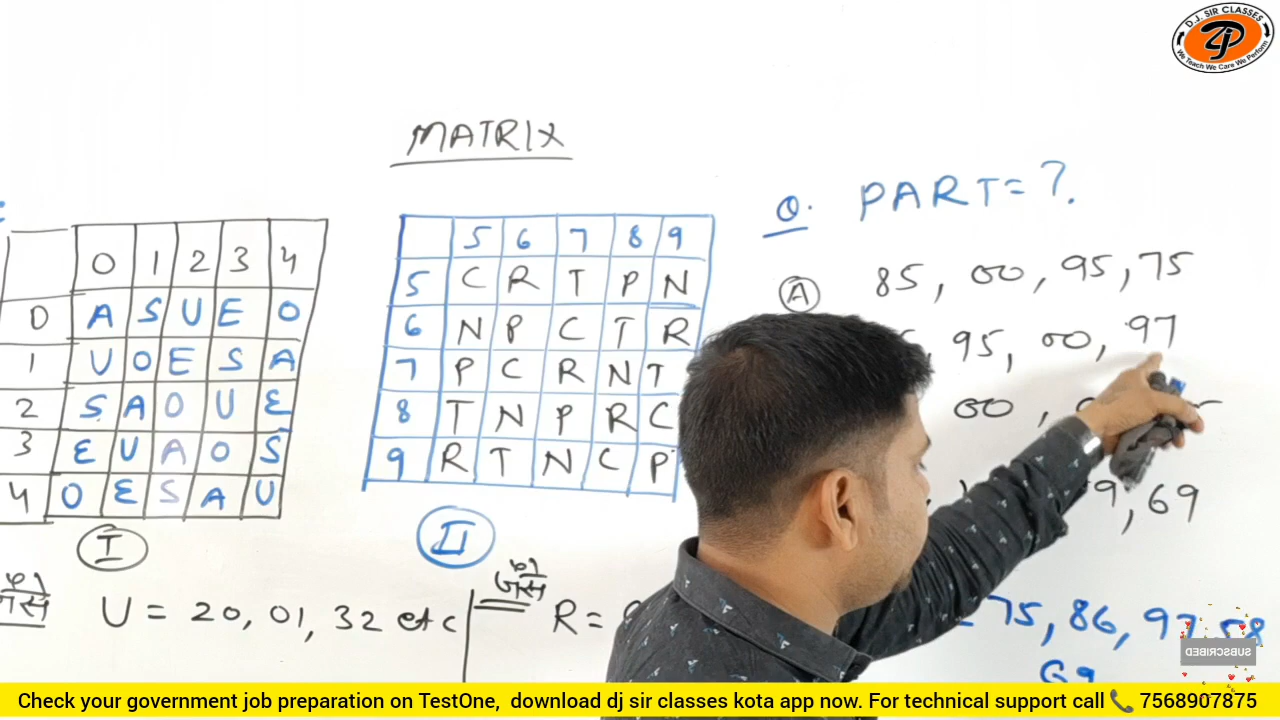 D.J. SIR CLASSES
We Teach We Care We Perform
MATRIX
Q. PART = ?.
0 1 2 3 4
0 A S U E O
1 U O E S A
2 S A O U E
3 E U A O S
4 O E S A U
I
5 6 7 8 9
5 C R T P N
6 N P C T R
7 P C R N T
8 T N P R C
9 R T N C P
II
A 85, 00, 95, 75
, 95, 00, 97
00,
, 69
U = 20, 01, 32 etc
R =
= 75, 86, 97, 58
69
SUBSCRIBED
Check your government job preparation on TestOne, download dj sir classes kota app now. For technical support call 📞 7568907875